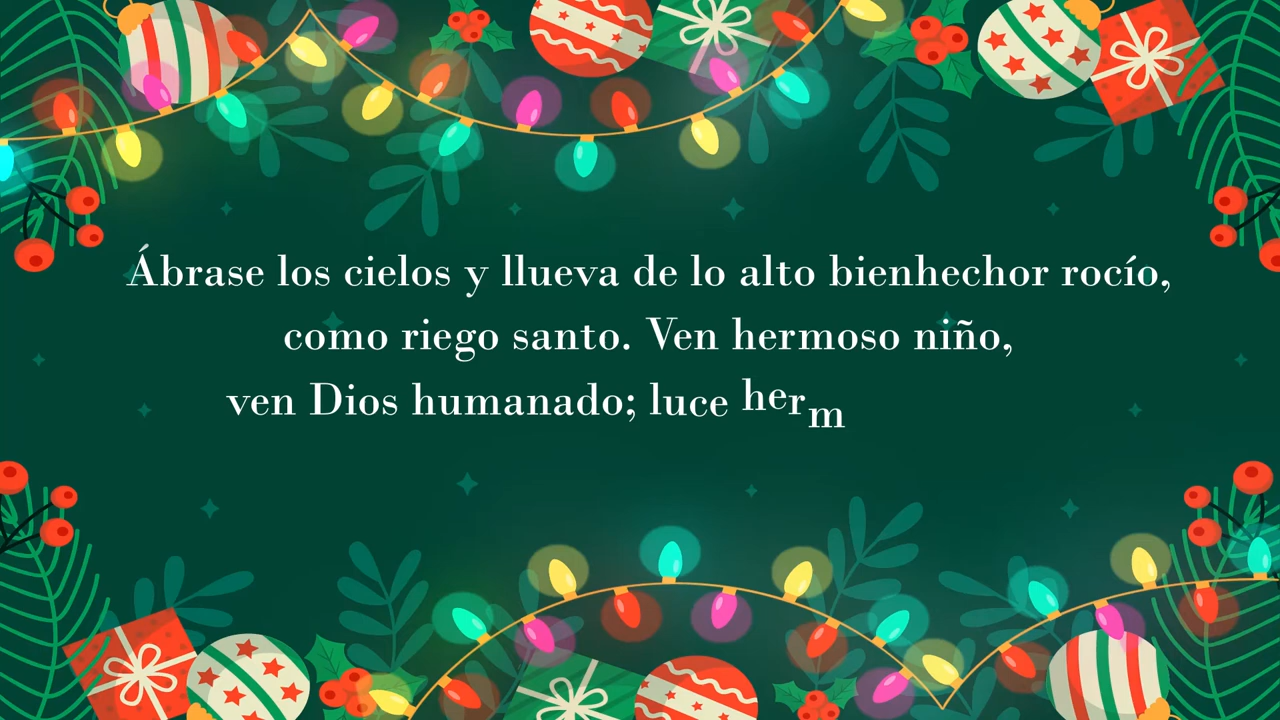 Ábrase los cielos y llueva de lo alto bienhechor rocío,
como riego santo. Ven hermoso niño,
ven Dios humanado; luce herm